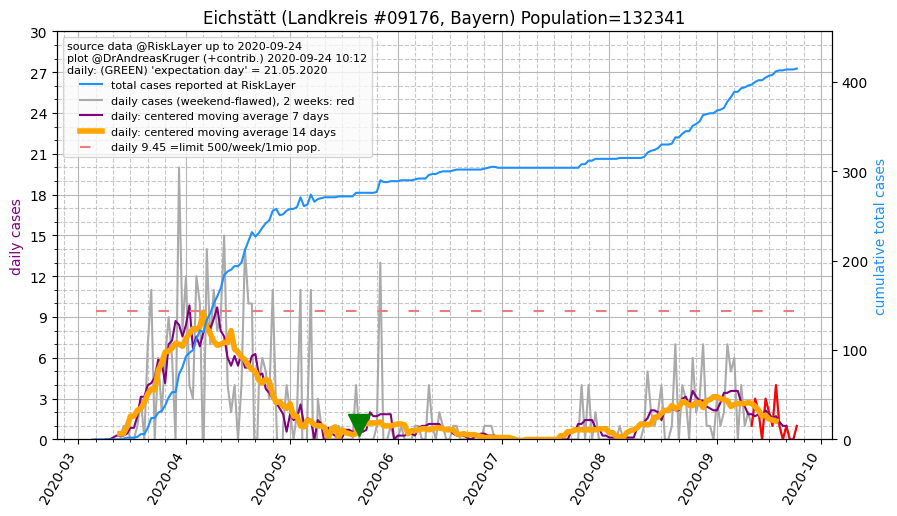 Eichstätt (Landkreis #09176, Bayern) Population=132341
source data @RiskLayer up to 2020-09-24
plot @DrAndreasKruger (+contrib.) 2020-09-24 10:12
daily: (GREEN) 'expectation day' = 21.05.2020
total cases reported at RiskLayer
daily cases (weekend-flawed), 2 weeks: red
daily: centered moving average 7 days
daily: centered moving average 14 days
daily 9.45 =limit 500/week/1mio pop.
daily cases
30
27
24
21
18
15
12
9
6
3
0
cumulative total cases
400
300
200
100
0
2020-03
2020-04
2020-05
2020-06
2020-07
2020-08
2020-09
2020-10